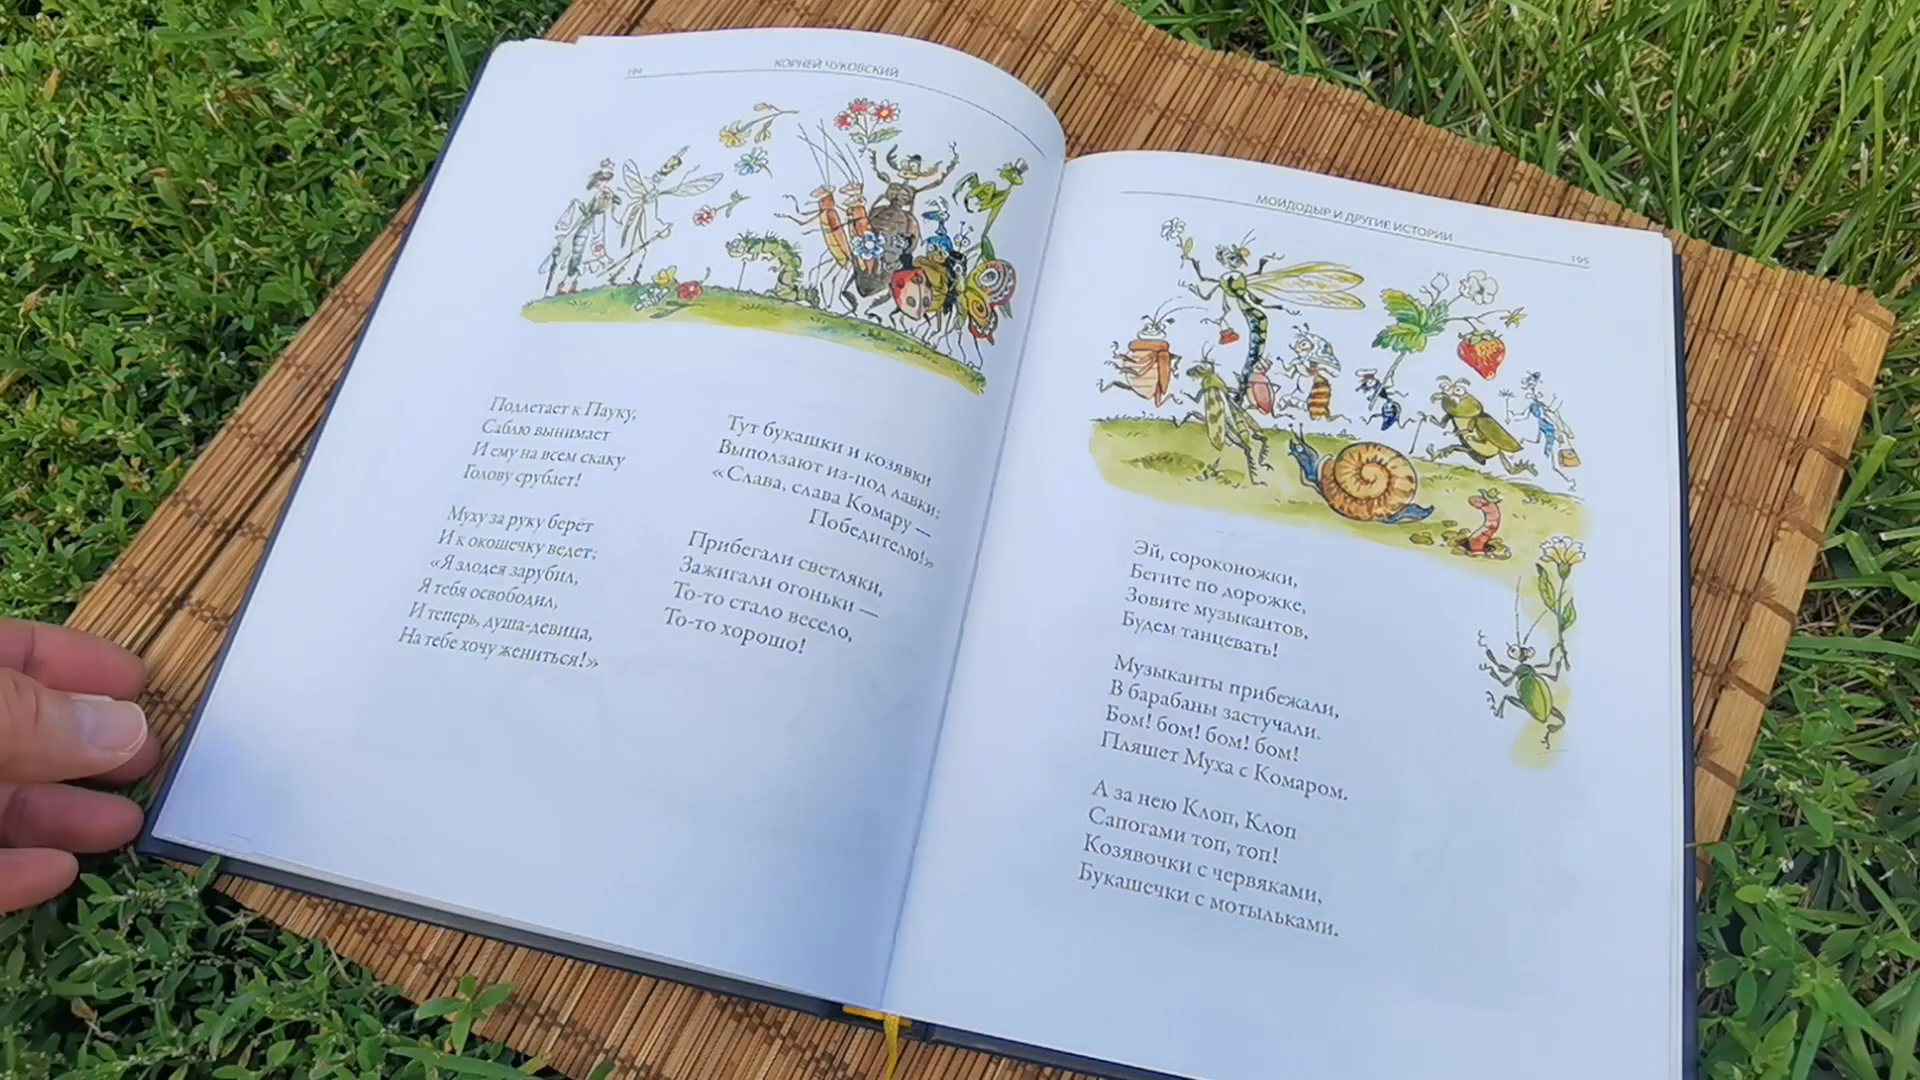 194
КОРНЕЙ ЧУКОВСКИЙ
Подлетает к Пауку,
Саблю вынимает
И ему на всем скаку
Голову срубает!
Муху за руку берёт
И к окошечку ведет:
«Я злодея зарубил,
Я тебя освободил,
И теперь, душа-девица,
На тебе хочу жениться!»
Тут букашки и козявки
Выползают из-под лавки:
«Слава, слава Комару —
Победителю!»
Прибегали светляки,
Зажигали огоньки —
То-то стало весело,
То-то хорошо!
МОЙДОДЫР И ДРУГИЕ ИСТОРИИ
195
Эй, сороконожки,
Бегите по дорожке,
Зовите музыкантов,
Будем танцевать!
Музыканты прибежали,
В барабаны застучали.
Бом! бом! бом! бом!
Пляшет Муха с Комаром.
А за нею Клоп, Клоп
Сапогами топ, топ!
Козявочки с червяками,
Букашечки с мотыльками.